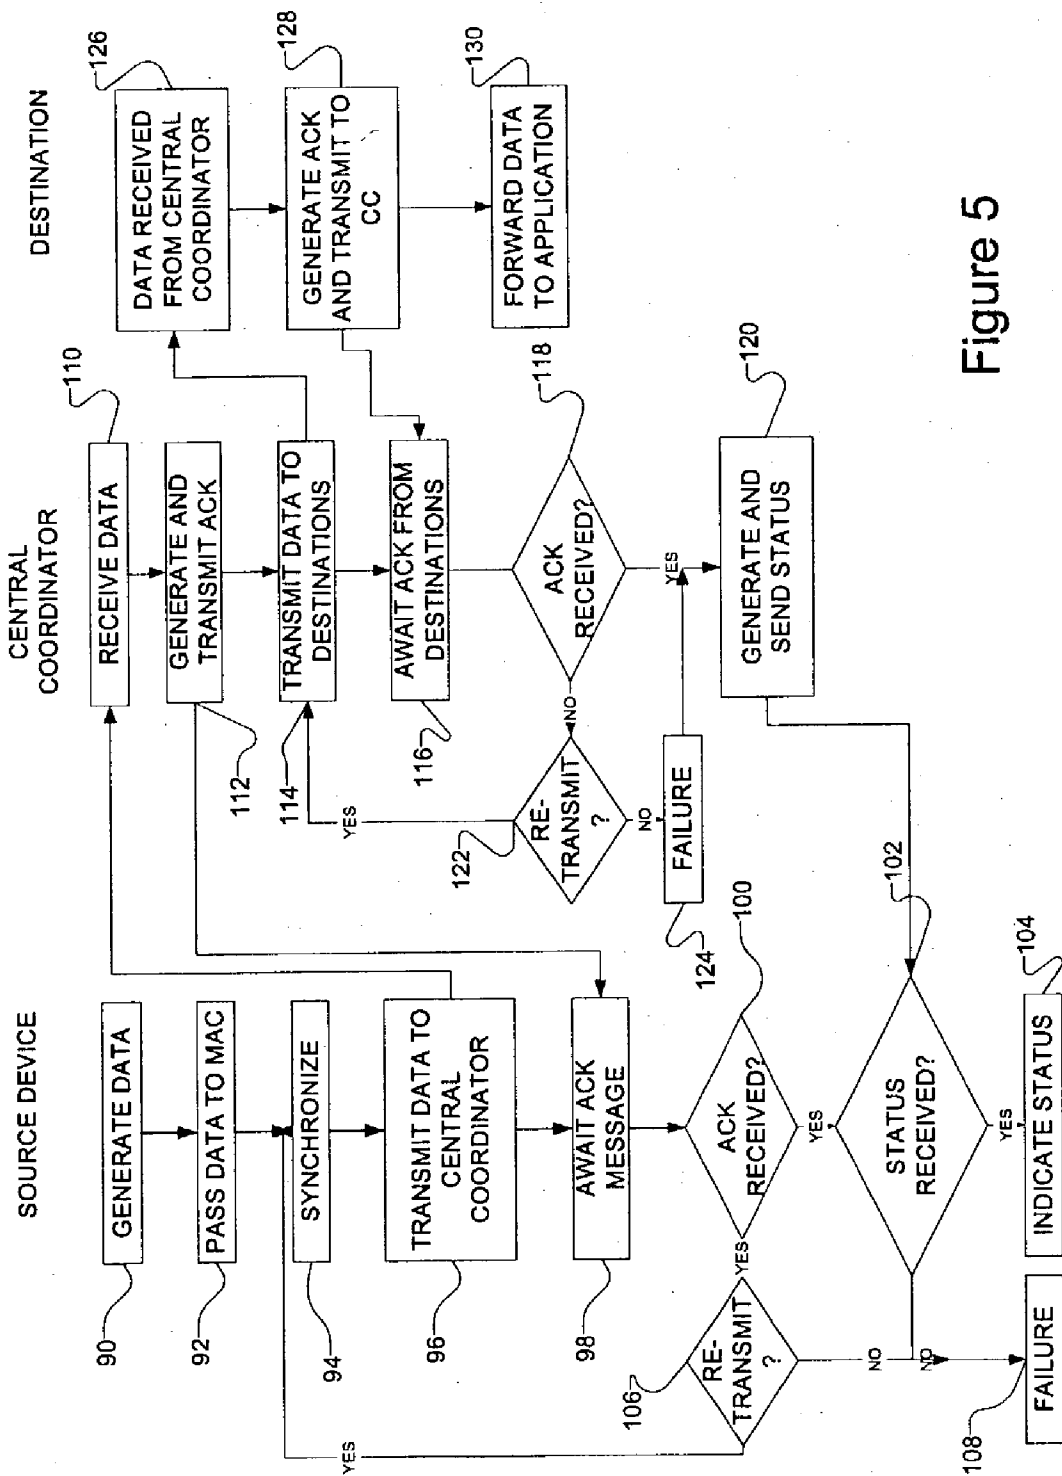 SOURCE DEVICE
90
GENERATE DATA
92
PASS DATA TO MAC
94
SYNCHRONIZE
96
TRANSMIT DATA TO
CENTRAL
COORDINATOR
98
AWAIT ACK
MESSAGE
100
ACK
RECEIVED?
YES
YES
106
RE-
TRANSMIT
?
YES
NO
102
STATUS
RECEIVED?
NO
YES
108
FAILURE
104
INDICATE STATUS
CENTRAL
COORDINATOR
110
RECEIVE DATA
112
GENERATE AND
TRANSMIT ACK
114
TRANSMIT DATA TO
DESTINATIONS
116
AWAIT ACK FROM
DESTINATIONS
118
ACK
RECEIVED?
NO
YES
122
RE-
TRANSMIT
?
YES
NO
124
FAILURE
120
GENERATE AND
SEND STATUS
DESTINATION
126
DATA RECEIVED
FROM CENTRAL
COORDINATOR
128
GENERATE ACK
AND TRANSMIT TO
CC
130
FORWARD DATA
TO APPLICATION
Figure 5